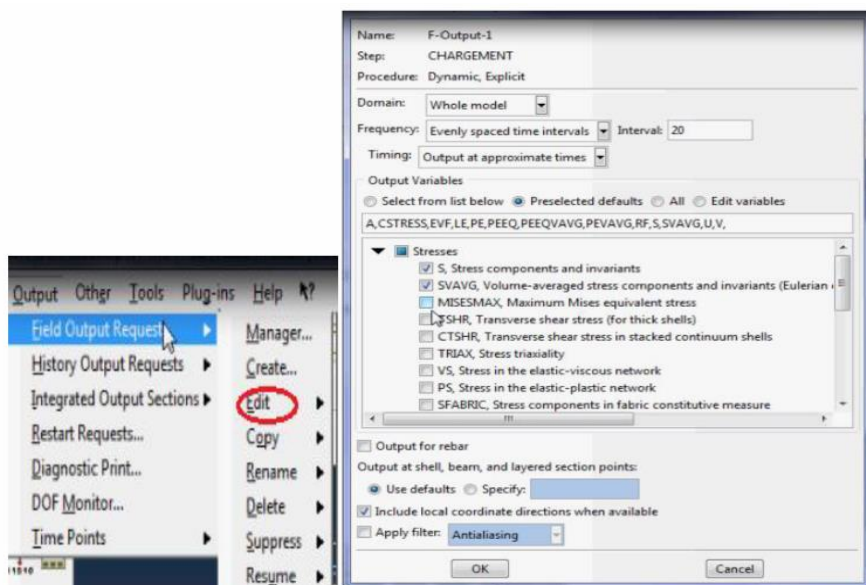 Output Other Tools Plug-ins Help
Field Output Request
History Output Requests
Integrated Output Sections
Restart Requests...
Diagnostic Print...
DOF Monitor...
Time Points
Manager...
Create...
Edit
Copy
Rename
Delete
Suppress
Resume
Name: F-Output-1
Step: CHARGEMENT
Procedure: Dynamic, Explicit
Domain: Whole model
Frequency: Evenly spaced time intervals Interval: 20
Timing: Output at approximate times
Output Variables
Select from list below Preselected defaults All Edit variables
A,CSTRESS,EVF,LE,PE,PEEQ,PEEQVAVG,PEVAVG,RF,S,SVAVG,U,V,
Stresses
S, Stress components and invariants
SVAVG, Volume-averaged stress components and invariants (Eulerian
MISESMAX, Maximum Mises equivalent stress
TSHR, Transverse shear stress (for thick shells)
CTSHR, Transverse shear stress in stacked continuum shells
TRIAX, Stress triaxiality
VS, Stress in the elastic-viscous network
PS, Stress in the elastic-plastic network
SFABRIC, Stress components in fabric constitutive measure
Output for rebar
Output at shell, beam, and layered section points:
Use defaults Specify:
Include local coordinate directions when available
Apply filter: Antialiasing
OK Cancel